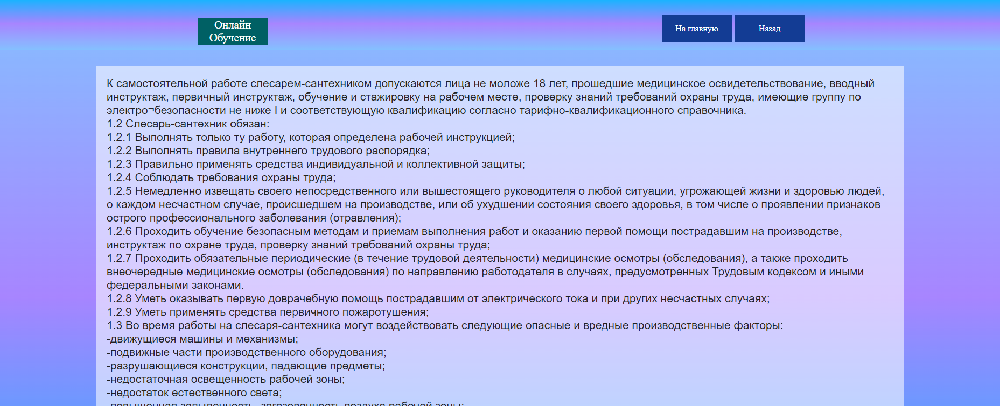 Онлайн
Обучение
На главную
Назад
К самостоятельной работе слесарем-сантехником допускаются лица не моложе 18 лет, прошедшие медицинское освидетельствование, вводный
инструктаж, первичный инструктаж, обучение и стажировку на рабочем месте, проверку знаний требований охраны труда, имеющие группу по
электро¬безопасности не ниже I и соответствующую квалификацию согласно тарифно-квалификационного справочника.
1.2 Слесарь-сантехник обязан:
1.2.1 Выполнять только ту работу, которая определена рабочей инструкцией;
1.2.2 Выполнять правила внутреннего трудового распорядка;
1.2.3 Правильно применять средства индивидуальной и коллективной защиты;
1.2.4 Соблюдать требования охраны труда;
1.2.5 Немедленно извещать своего непосредственного или вышестоящего руководителя о любой ситуации, угрожающей жизни и здоровью людей,
о каждом несчастном случае, происшедшем на производстве, или об ухудшении состояния своего здоровья, в том числе о проявлении признаков
острого профессионального заболевания (отравления);
1.2.6 Проходить обучение безопасным методам и приемам выполнения работ и оказанию первой помощи пострадавшим на производстве,
инструктаж по охране труда, проверку знаний требований охраны труда;
1.2.7 Проходить обязательные периодические (в течение трудовой деятельности) медицинские осмотры (обследования), а также проходить
внеочередные медицинские осмотры (обследования) по направлению работодателя в случаях, предусмотренных Трудовым кодексом и иными
федеральными законами.
1.2.8 Уметь оказывать первую доврачебную помощь пострадавшим от электрического тока и при других несчастных случаях;
1.2.9 Уметь применять средства первичного пожаротушения;
1.3 Во время работы на слесаря-сантехника могут воздействовать следующие опасные и вредные производственные факторы:
-движущиеся машины и механизмы;
-подвижные части производственного оборудования;
-разрушающиеся конструкции, падающие предметы;
-недостаточная освещенность рабочей зоны;
-недостаток естественного света;
-повышенная запыленность, загазованность воздуха рабочей зоны;